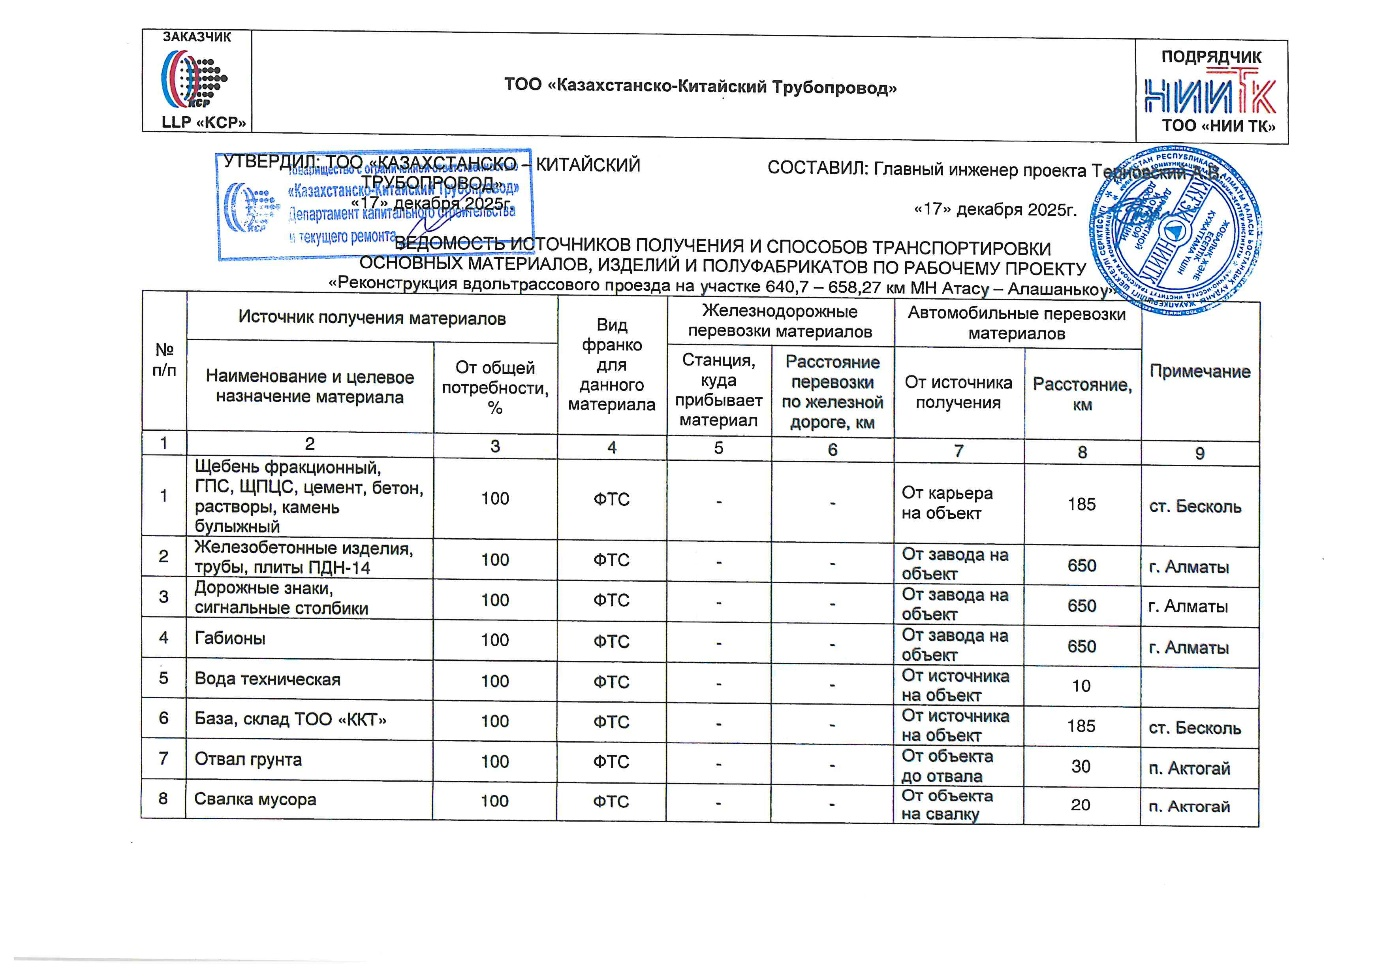 ЗАКАЗЧИК
КСР
LLP «КСР»
ТОО «Казахстанско-Китайский Трубопровод»
ПОДРЯДЧИК
НИИТК
ТОО «НИИ ТК»
УТВЕРДИЛ: ТОО «КАЗАХСТАНСКО – КИТАЙСКИЙ
ТРУБОПРОВОД»
«17» декабря 2025г.
Товарищество с ограниченной ответственностью
«Казахстанско-Китайский Трубопровод»
Департамент капитального строительства
и текущего ремонта
КСР
СОСТАВИЛ: Главный инженер проекта Терновский А.В.
«17» декабря 2025г.
ВЕДОМОСТЬ ИСТОЧНИКОВ ПОЛУЧЕНИЯ И СПОСОБОВ ТРАНСПОРТИРОВКИ
ОСНОВНЫХ МАТЕРИАЛОВ, ИЗДЕЛИЙ И ПОЛУФАБРИКАТОВ ПО РАБОЧЕМУ ПРОЕКТУ
«Реконструкция вдольтрассового проезда на участке 640,7 – 658,27 км МН Атасу – Алашанькоу»
№
п/п
Источник получения материалов
Наименование и целевое
назначение материала
От общей
потребности,
%
Вид
франко
для
данного
материала
Железнодорожные
перевозки материалов
Станция,
куда
прибывает
материал
Расстояние
перевозки
по железной
дороге, км
Автомобильные перевозки
материалов
От источника
получения
Расстояние,
км
Примечание
1 2 3 4 5 6 7 8 9
1 Щебень фракционный,
ГПС, ЩПЦС, цемент, бетон,
растворы, камень
булыжный
100 ФТС - -
От карьера
на объект
185 ст. Бесколь
2 Железобетонные изделия,
трубы, плиты ПДН-14
100 ФТС - -
От завода на
объект
650 г. Алматы
3 Дорожные знаки,
сигнальные столбики
100 ФТС - -
От завода на
объект
650 г. Алматы
4 Габионы 100 ФТС - -
От завода на
объект
650 г. Алматы
5 Вода техническая 100 ФТС - -
От источника
на объект
10
6 База, склад ТОО «ККТ» 100 ФТС - -
От источника
на объект
185 ст. Бесколь
7 Отвал грунта 100 ФТС - -
От объекта
до отвала
30 п. Актогай
8 Свалка мусора 100 ФТС - -
От объекта
на свалку
20 п. Актогай